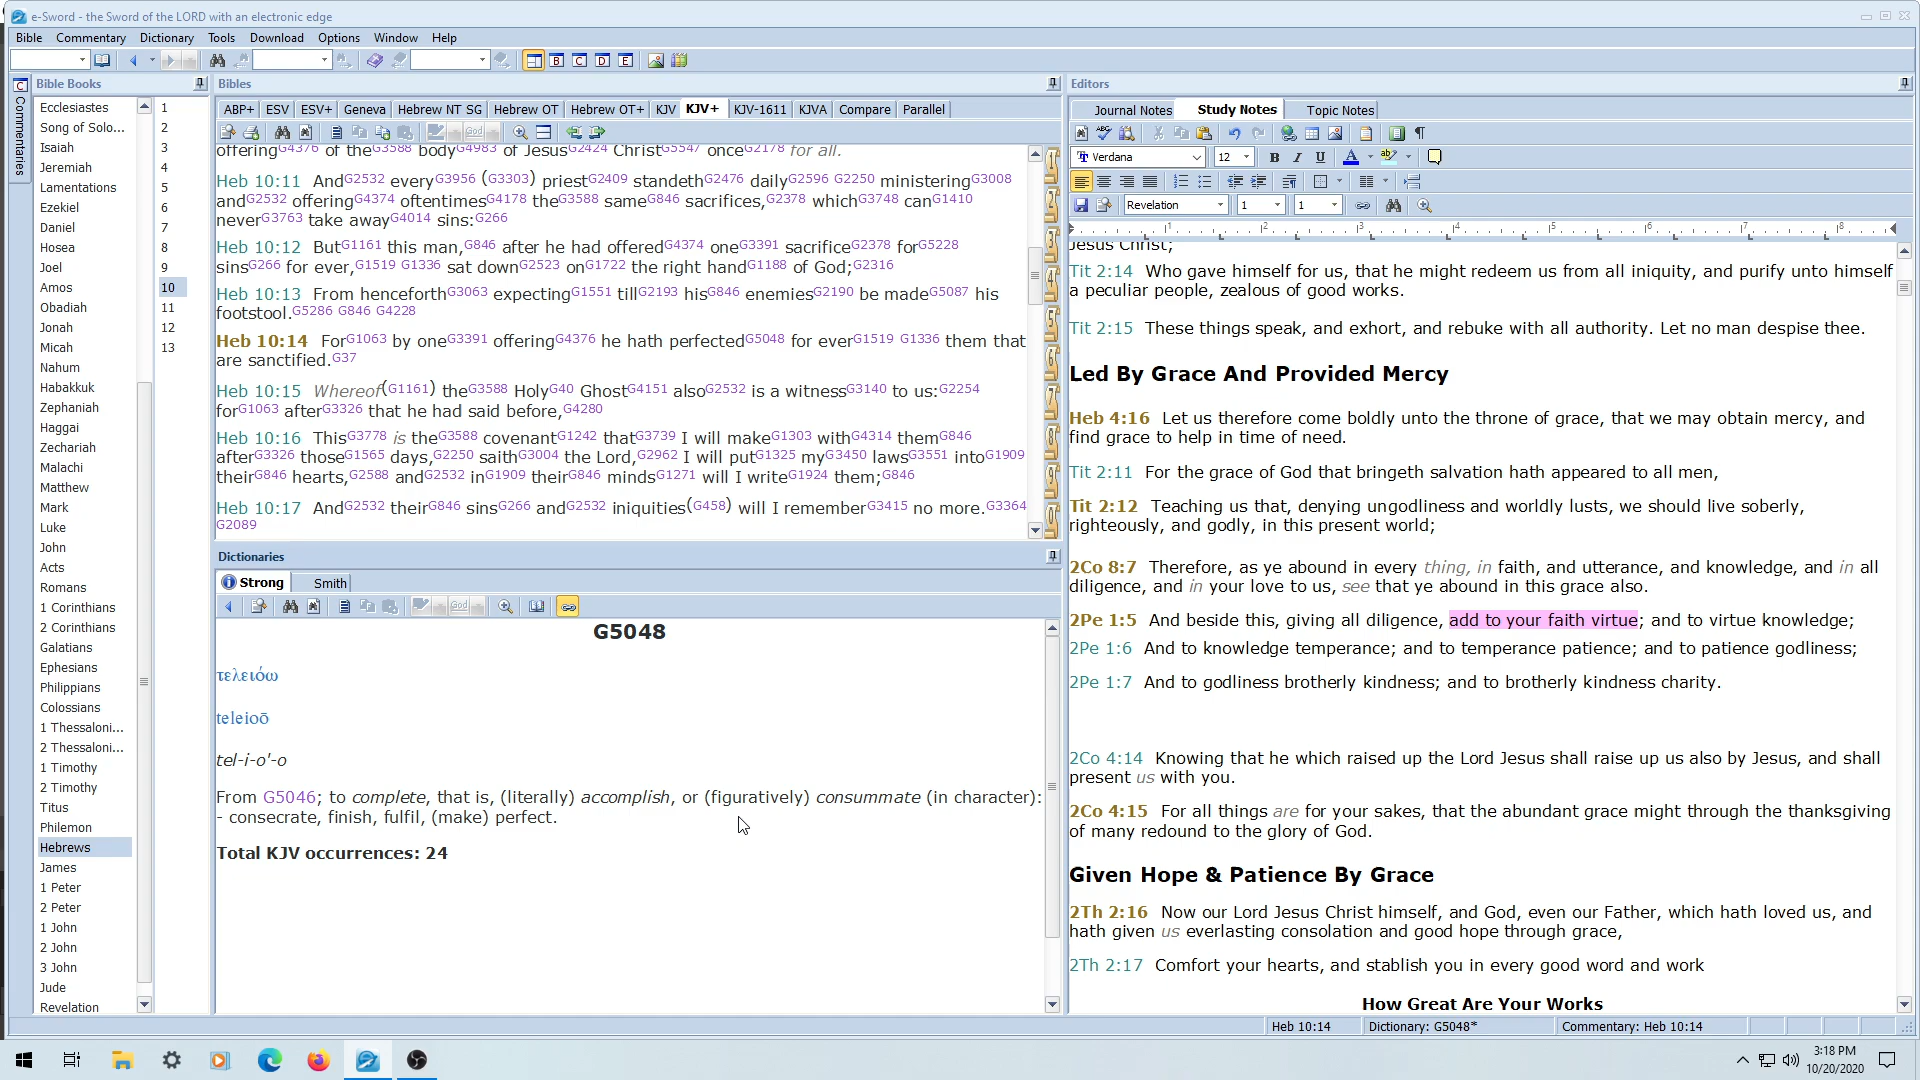 e-Sword - the Sword of the LORD with an electronic edge
Bible Commentary Dictionary Tools Download Options Window Help
B C D E
Commentaries
Bible Books
Ecclesiastes
Song of Solo...
Isaiah
Jeremiah
Lamentations
Ezekiel
Daniel
Hosea
Joel
Amos
Obadiah
Jonah
Micah
Nahum
Habakkuk
Zephaniah
Haggai
Zechariah
Malachi
Matthew
Mark
Luke
John
Acts
Romans
1 Corinthians
2 Corinthians
Galatians
Ephesians
Philippians
Colossians
1 Thessaloni...
2 Thessaloni...
1 Timothy
2 Timothy
Titus
Philemon
Hebrews
James
1 Peter
2 Peter
1 John
2 John
3 John
Jude
Revelation
1
2
3
4
5
6
7
8
9
10
11
12
13
Bibles
ABP+ ESV ESV+ Geneva Hebrew NT SG Hebrew OT Hebrew OT+ KJV KJV+ KJV-1611 KJVA Compare Parallel
offeringG4376 of theG3588 bodyG4983 of JesusG2424 ChristG5547 onceG2178 for all.
Heb 10:11 AndG2532 everyG3956 (G3303) priestG2409 standethG2476 dailyG2596 G2250 ministeringG3008
andG2532 offeringG4374 oftentimesG4178 theG3588 sameG846 sacrifices,G2378 whichG3748 canG1410
neverG3763 take awayG4014 sins:G266
Heb 10:12 ButG1161 this man,G846 after he had offeredG4374 oneG3391 sacrificeG2378 forG5228
sinsG266 for ever,G1519 G1336 sat downG2523 onG1722 the right handG1188 of God;G2316
Heb 10:13 From henceforthG3063 expectingG1551 tillG2193 hisG846 enemiesG2190 be madeG5087 his
footstool.G5286 G846 G4228
Heb 10:14 ForG1063 by oneG3391 offeringG4376 he hath perfectedG5048 for everG1519 G1336 them that
are sanctified.G37
Heb 10:15 Whereof(G1161) theG3588 HolyG40 GhostG4151 alsoG2532 is a witnessG3140 to us:G2254
forG1063 afterG3326 that he had said before,G4280
Heb 10:16 ThisG3778 is theG3588 covenantG1242 thatG3739 I will makeG1303 withG4314 themG846
afterG3326 thoseG1565 days,G2250 saithG3004 the Lord,G2962 I will putG1325 myG3450 lawsG3551 intoG1909
theirG846 hearts,G2588 andG2532 inG1909 theirG846 mindsG1271 will I writeG1924 them;G846
Heb 10:17 AndG2532 theirG846 sinsG266 andG2532 iniquities(G458) will I rememberG3415 no more.G3364
G2089
Dictionaries
Strong Smith
G5048
τελειόω
teleioō
tel-i-o'-o
From G5046; to complete, that is, (literally) accomplish, or (figuratively) consummate (in character):
- consecrate, finish, fulfil, (make) perfect.
Total KJV occurrences: 24
Editors
Journal Notes Study Notes Topic Notes
Verdana 12 B I U A ab
Revelation 1 1
1 2 3 4 5 6 7 8
Jesus Christ;
Tit 2:14 Who gave himself for us, that he might redeem us from all iniquity, and purify unto himself
a peculiar people, zealous of good works.
Tit 2:15 These things speak, and exhort, and rebuke with all authority. Let no man despise thee.
Led By Grace And Provided Mercy
Heb 4:16 Let us therefore come boldly unto the throne of grace, that we may obtain mercy, and
find grace to help in time of need.
Tit 2:11 For the grace of God that bringeth salvation hath appeared to all men,
Tit 2:12 Teaching us that, denying ungodliness and worldly lusts, we should live soberly,
righteously, and godly, in this present world;
2Co 8:7 Therefore, as ye abound in every thing, in faith, and utterance, and knowledge, and in all
diligence, and in your love to us, see that ye abound in this grace also.
2Pe 1:5 And beside this, giving all diligence, add to your faith virtue; and to virtue knowledge;
2Pe 1:6 And to knowledge temperance; and to temperance patience; and to patience godliness;
2Pe 1:7 And to godliness brotherly kindness; and to brotherly kindness charity.
2Co 4:14 Knowing that he which raised up the Lord Jesus shall raise up us also by Jesus, and shall
present us with you.
2Co 4:15 For all things are for your sakes, that the abundant grace might through the thanksgiving
of many redound to the glory of God.
Given Hope & Patience By Grace
2Th 2:16 Now our Lord Jesus Christ himself, and God, even our Father, which hath loved us, and
hath given us everlasting consolation and good hope through grace,
2Th 2:17 Comfort your hearts, and stablish you in every good word and work
How Great Are Your Works
Heb 10:14 Dictionary: G5048* Commentary: Heb 10:14
3:18 PM
10/20/2020